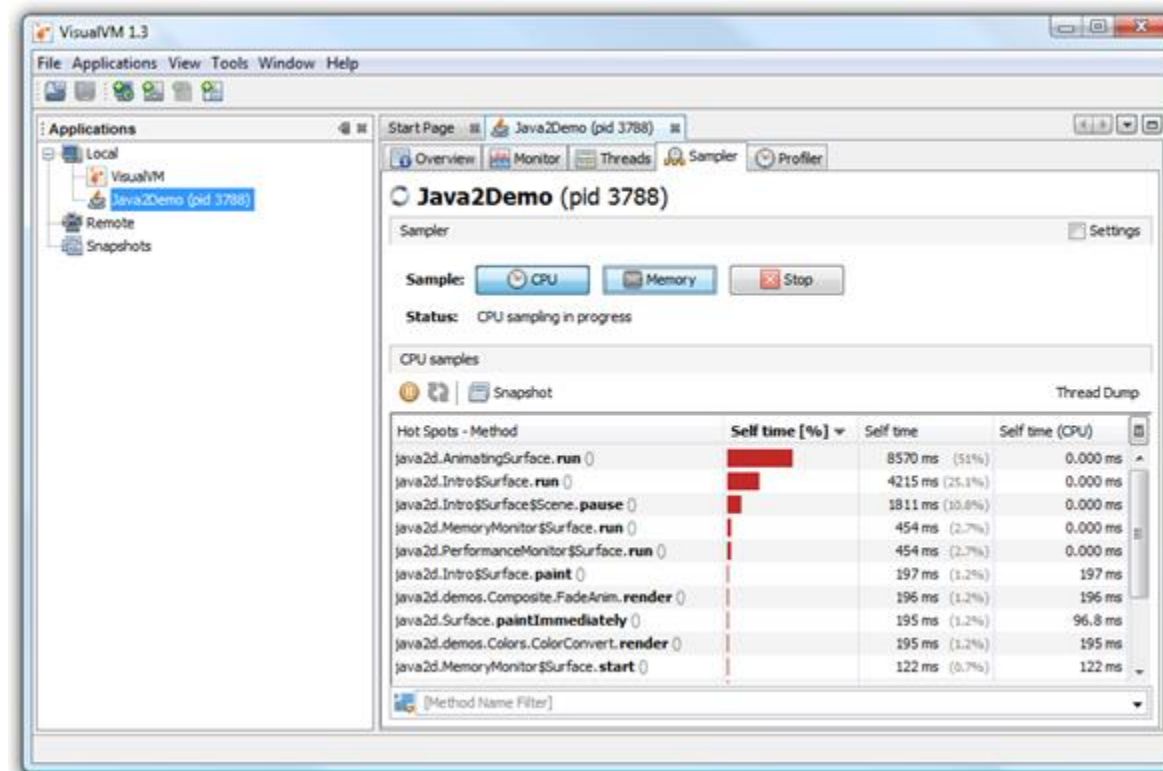 VisualVM 1.3
File Applications View Tools Window Help
Applications
Local
VisualVM
Java2Demo (pid 3788)
Remote
Snapshots
Start Page Java2Demo (pid 3788)
Overview Monitor Threads Sampler Profiler
Java2Demo (pid 3788)
Sampler Settings
Sample: CPU Memory Stop
Status: CPU sampling in progress
CPU samples
Snapshot Thread Dump
Hot Spots - Method Self time [%] Self time Self time (CPU)
java2d.AnimatingSurface.run () 8570 ms (51%) 0.000 ms
java2d.Intro$Surface.run () 4215 ms (25.1%) 0.000 ms
java2d.Intro$Surface$Scene.pause () 1811 ms (10.8%) 0.000 ms
java2d.MemoryMonitor$Surface.run () 454 ms (2.7%) 0.000 ms
java2d.PerformanceMonitor$Surface.run () 454 ms (2.7%) 0.000 ms
java2d.Intro$Surface.paint () 197 ms (1.2%) 197 ms
java2d.demos.Composite.FadeAnim.render () 196 ms (1.2%) 196 ms
java2d.Surface.paintImmediately () 195 ms (1.2%) 96.8 ms
java2d.demos.Colors.ColorConvert.render () 195 ms (1.2%) 195 ms
java2d.MemoryMonitor$Surface.start () 122 ms (0.7%) 122 ms
[Method Name Filter]